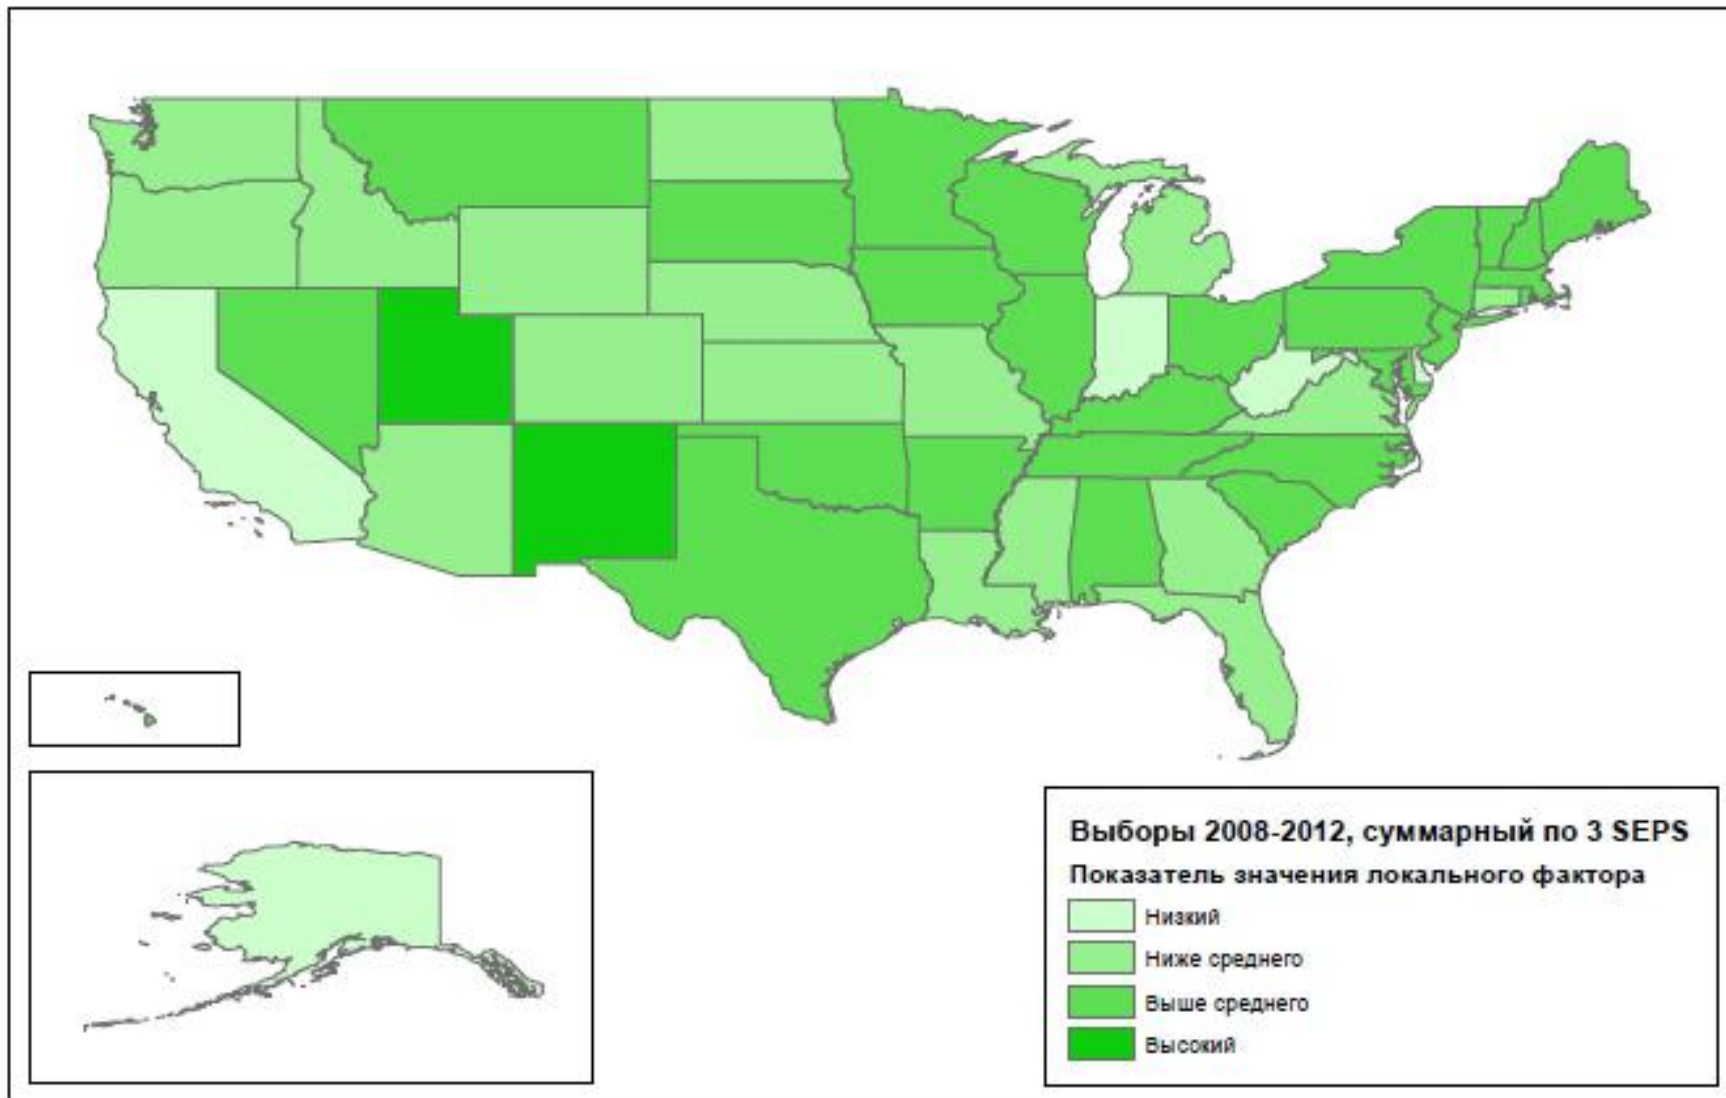 Выборы 2008-2012, суммарный по 3 SEPS
Показатель значения локального фактора
Низкий
Ниже среднего
Выше среднего
Высокий